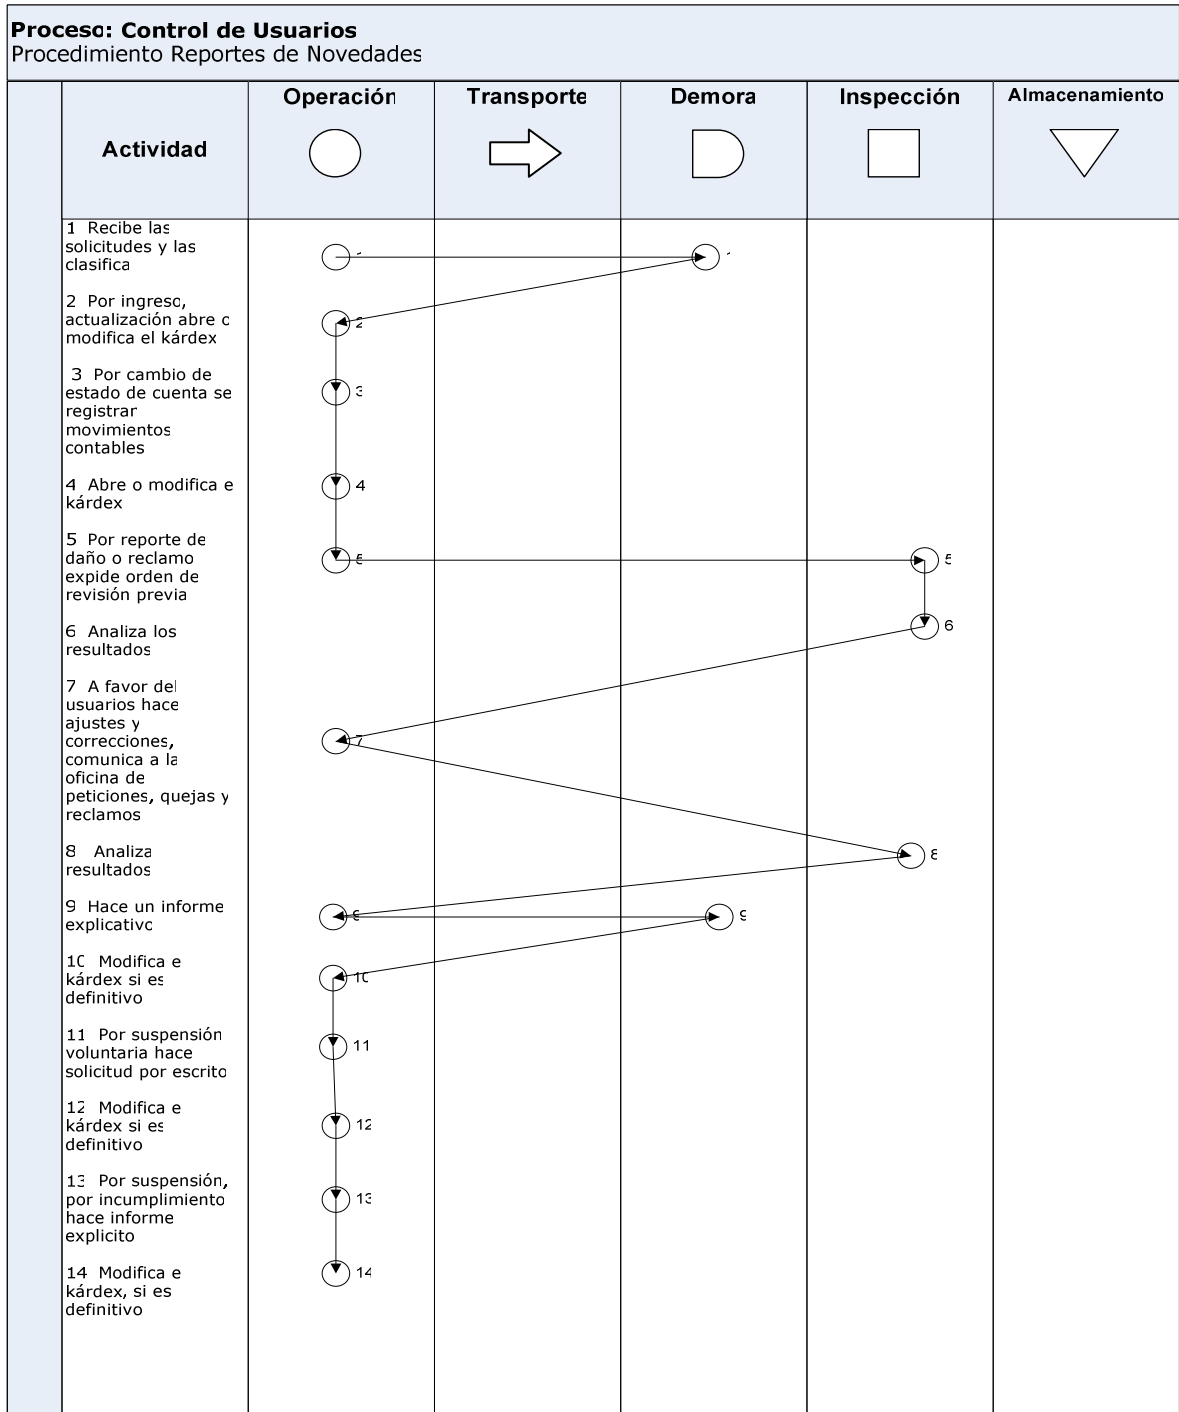 Proceso: Control de Usuarios
Procedimiento Reportes de Novedades
Actividad
Operación
Transporte
Demora
Inspección
Almacenamiento
1 Recibe las
solicitudes y las
clasifica
2 Por ingreso,
actualización abre o
modifica el kárdex
2
3 Por cambio de
estado de cuenta se
registrar
movimientos
contables
3
4 Abre o modifica e
kárdex
4
5 Por reporte de
daño o reclamo
expide orden de
revisión previa
5
5
6 Analiza los
resultados
6
7 A favor del
usuarios hace
ajustes y
correcciones,
comunica a la
oficina de
peticiones, quejas y
reclamos
7
8 Analiza
resultados
8
9 Hace un informe
explicativo
9
9
10 Modifica e
kárdex si es
definitivo
10
11 Por suspensión
voluntaria hace
solicitud por escrito
11
12 Modifica e
kárdex si es
definitivo
12
13 Por suspensión,
por incumplimiento
hace informe
explicito
13
14 Modifica e
kárdex, si es
definitivo
14